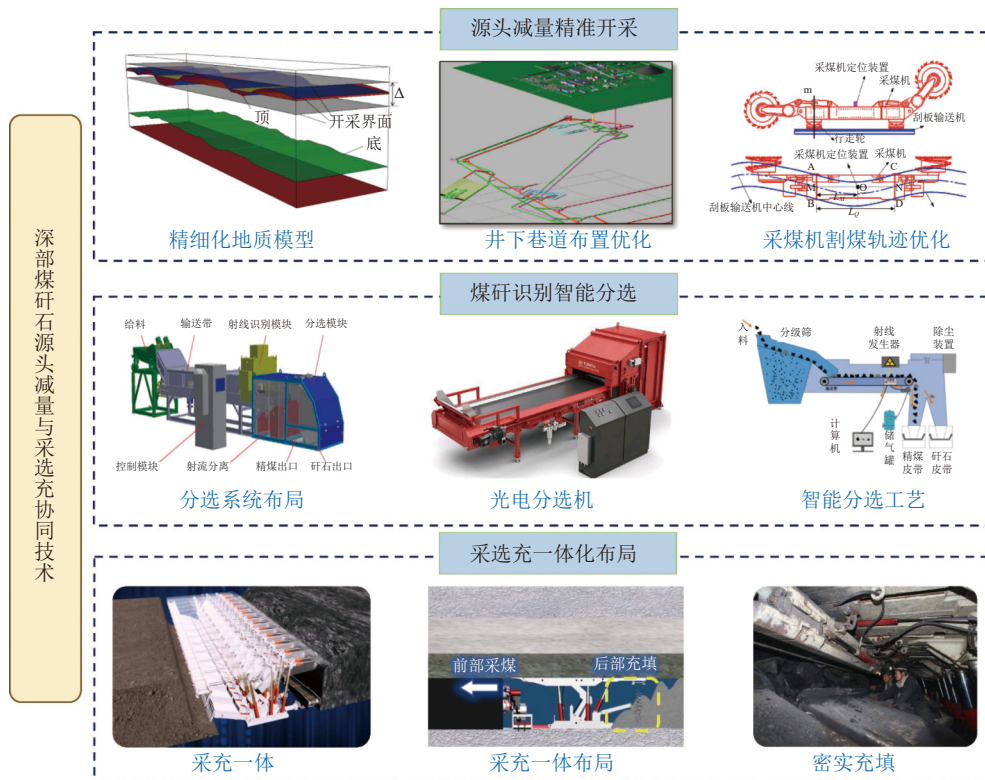 深部煤矸石源头减量与采选充协同技术
源头减量精准开采
Δ
顶
开采界面
底
精细化地质模型
井下巷道布置优化
采煤机定位装置
采煤机
m
刮板输送机
行走轮
采煤机定位装置
采煤机
A
C
M
O
N
B
D
L_M
L_Q
刮板输送机中心线
采煤机割煤轨迹优化
煤矸识别智能分选
给料
输送带
射线识别模块
分选模块
控制模块
射流分离
精煤出口
矸石出口
分选系统布局
光电分选机
入料
分级筛
射线发生器
除尘装置
计算机
储气罐
精煤皮带
矸石皮带
智能分选工艺
采选充一体化布局
采充一体
前部采煤
后部充填
采充一体布局
密实充填